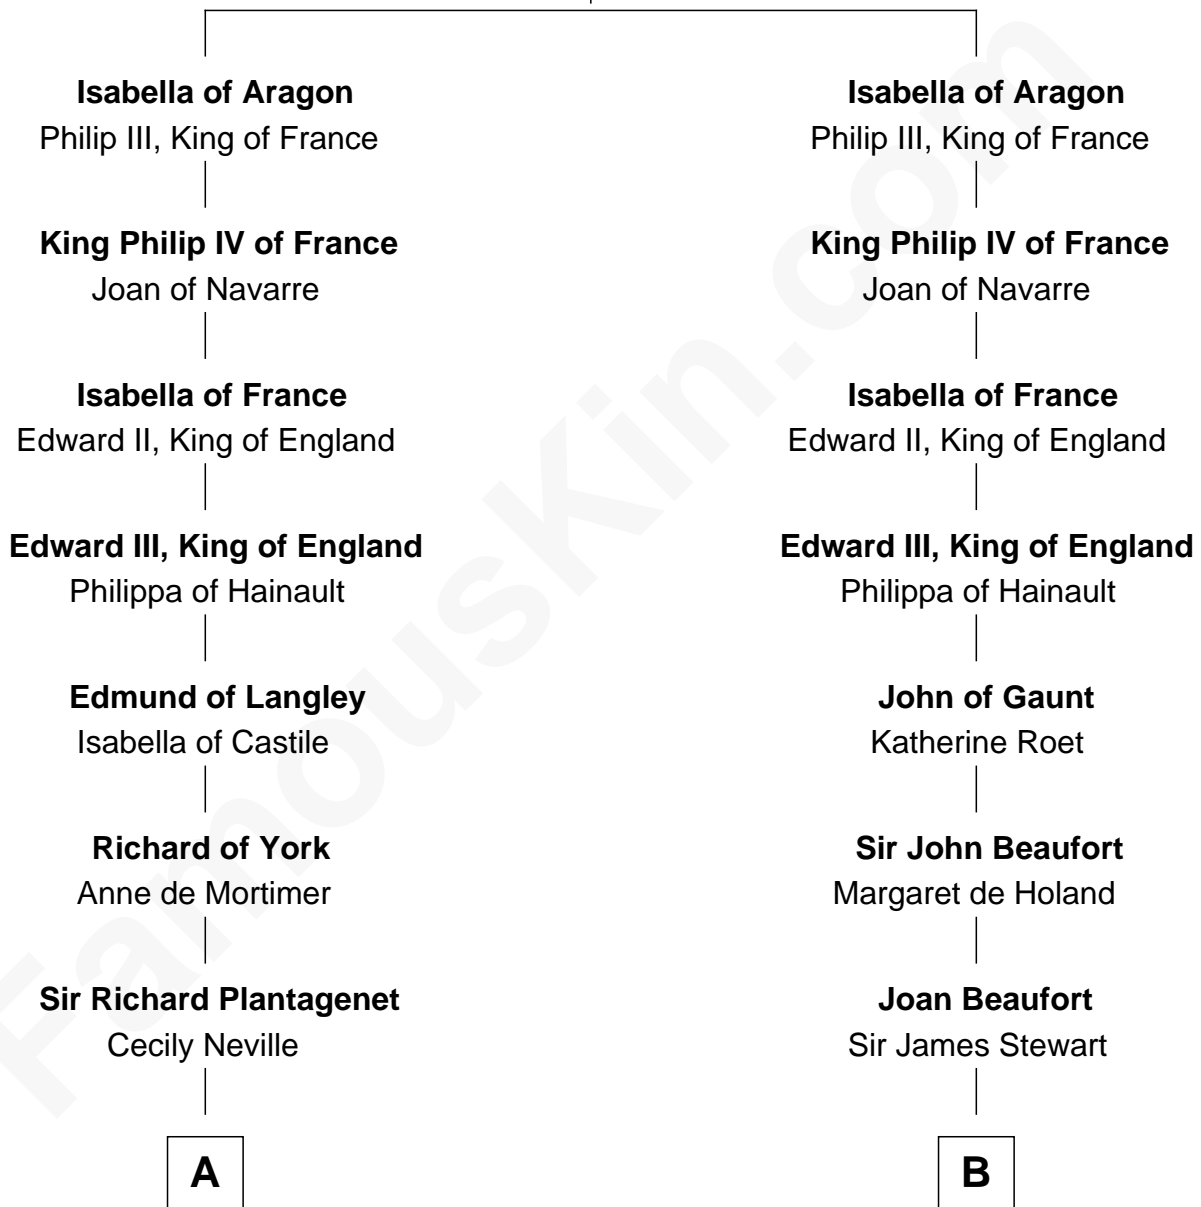 Isabella of Aragon
Philip III, King of France
King Philip IV of France
Joan of Navarre
Isabella of France
Edward II, King of England
Edward III, King of England
Philippa of Hainault
Edmund of Langley
Isabella of Castile
Richard of York
Anne de Mortimer
Sir Richard Plantagenet
Cecily Neville
A
Isabella of Aragon
Philip III, King of France
King Philip IV of France
Joan of Navarre
Isabella of France
Edward II, King of England
Edward III, King of England
Philippa of Hainault
John of Gaunt
Katherine Roet
Sir John Beaufort
Margaret de Holand
Joan Beaufort
Sir James Stewart
B
FamousKin.com